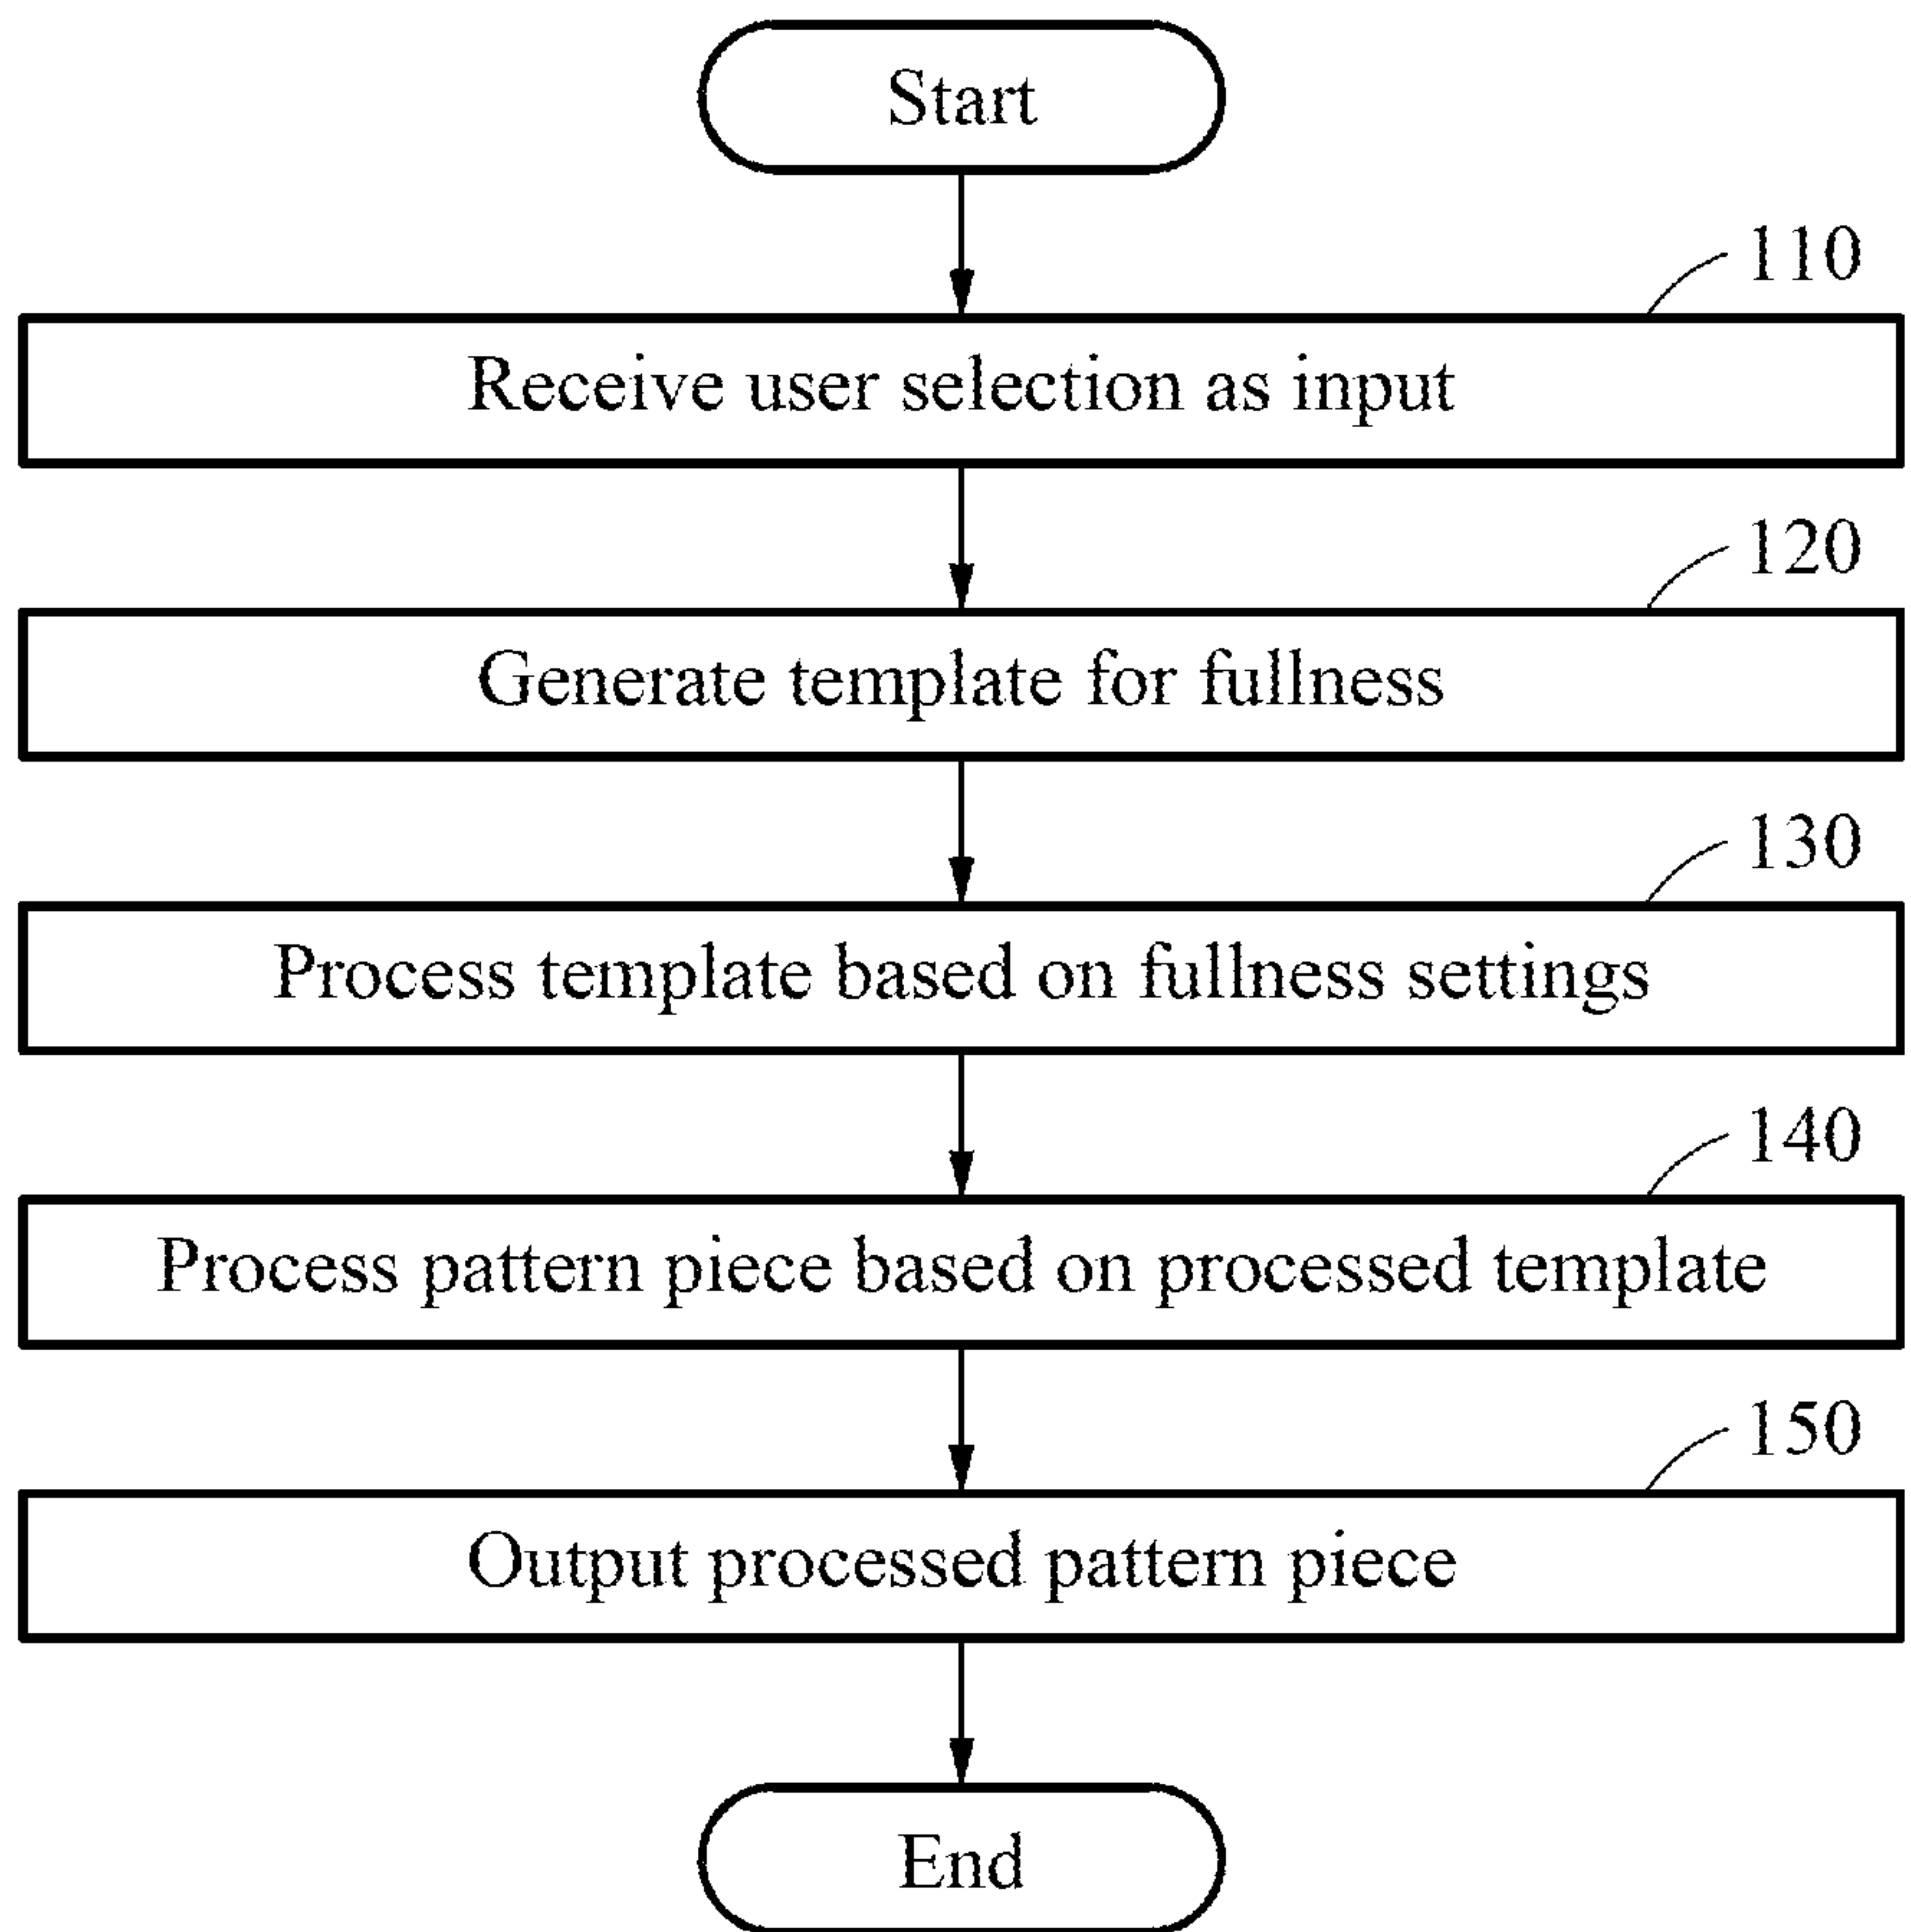 Start
110
Receive user selection as input
120
Generate template for fullness
130
Process template based on fullness settings
140
Process pattern piece based on processed template
150
Output processed pattern piece
End